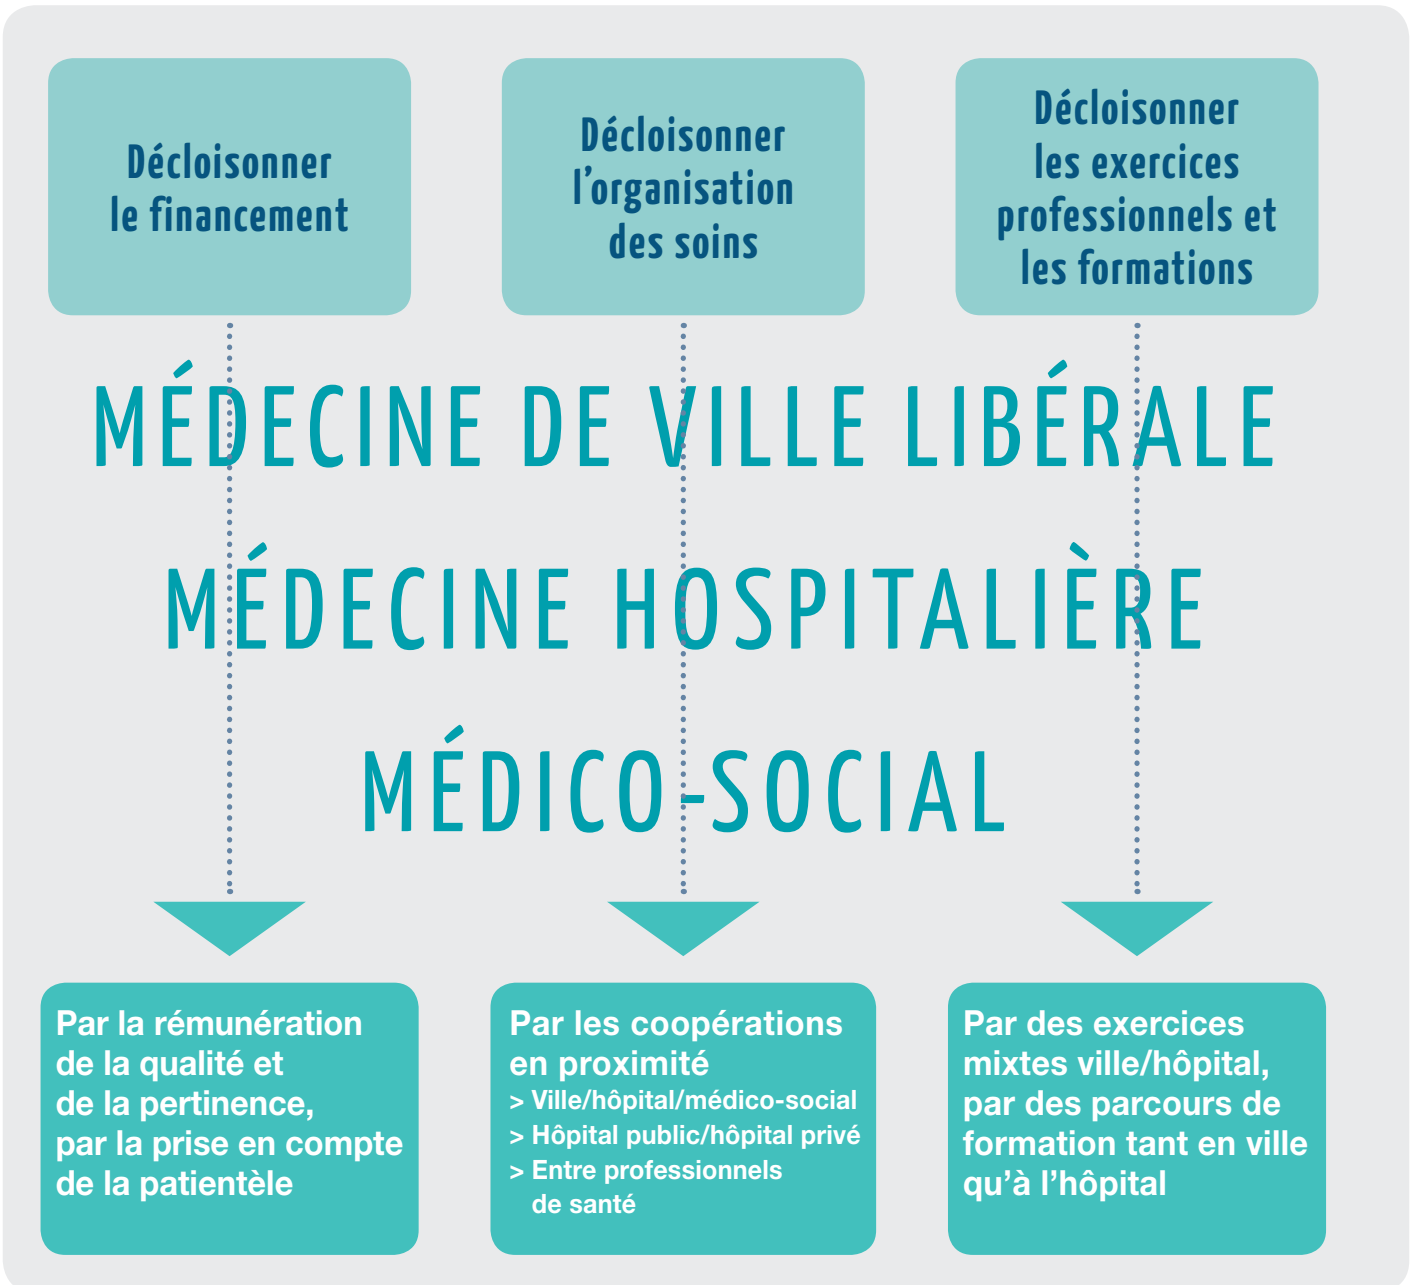 Décloisonner
le financement
Décloisonner
l'organisation
des soins
Décloisonner
les exercices
professionnels et
les formations
MÉDECINE DE VILLE LIBÉRALE
MÉDECINE HOSPITALIÈRE
MÉDICO-SOCIAL
Par la rémunération
de la qualité et
de la pertinence,
par la prise en compte
de la patientèle
Par les coopérations
en proximité
> Ville/hôpital/médico-social
> Hôpital public/hôpital privé
> Entre professionnels
de santé
Par des exercices
mixtes ville/hôpital,
par des parcours de
formation tant en ville
qu'à l'hôpital